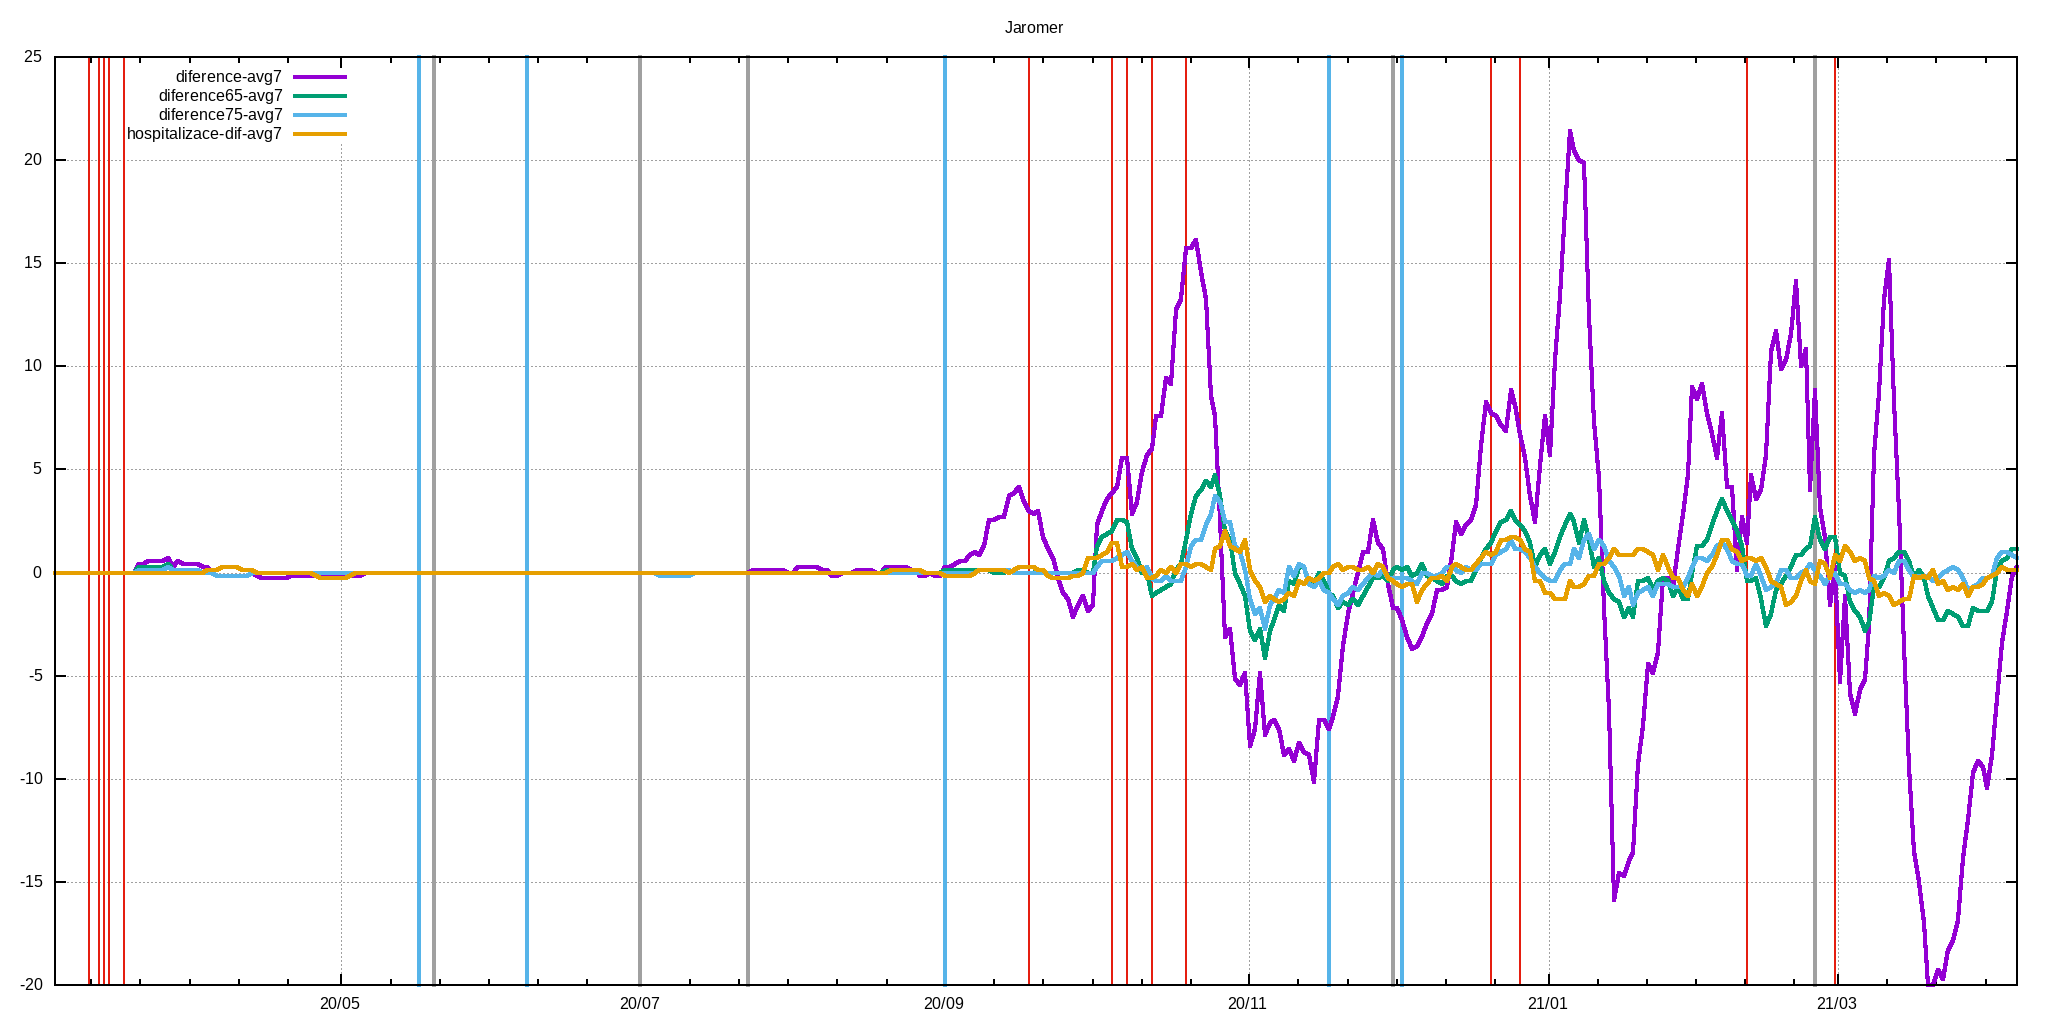 Jaromer
25
diference-avg7
diference65-avg7
diference75-avg7
hospitalizace-dif-avg7
20
15
10
5
0
-5
-10
-15
-20
20/05 20/07 20/09 20/11 21/01 21/03